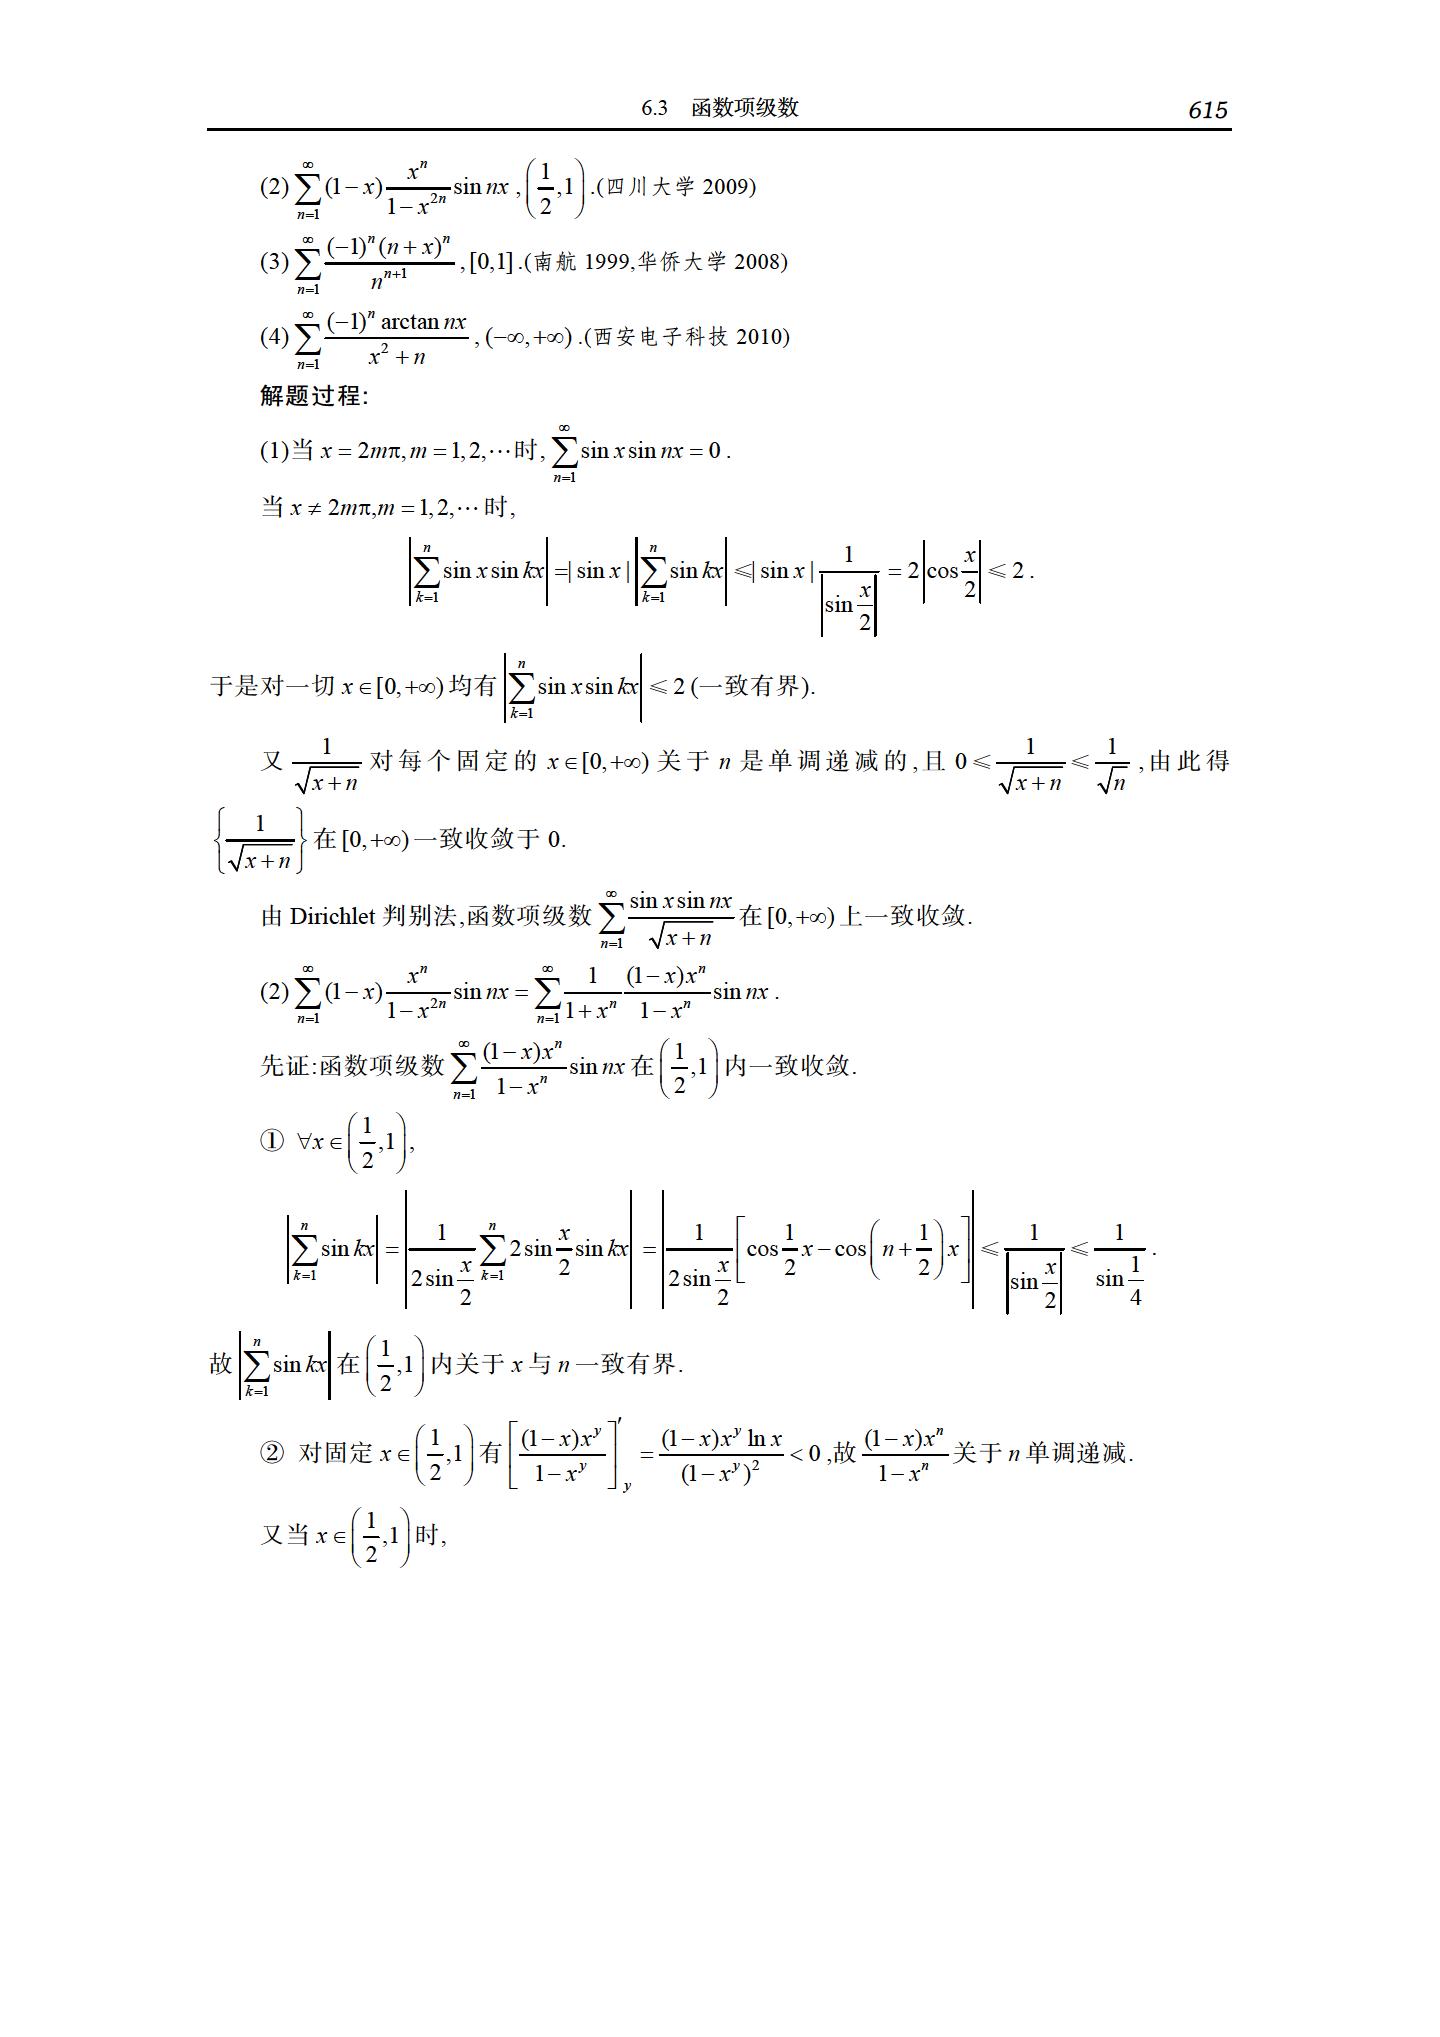 6.3 函数项级数 615
(2) $\sum_{n=1}^{\infty}(1-x)\frac{x^n}{1-x^{2n}}\sin nx$ , $\left(\frac{1}{2},1\right)$ .(四川大学 2009)
(3) $\sum_{n=1}^{\infty}\frac{(-1)^n(n+x)^n}{n^{n+1}}$ , $[0,1]$ .(南航 1999,华侨大学 2008)
(4) $\sum_{n=1}^{\infty}\frac{(-1)^n\arctan nx}{x^2+n}$ , $(-\infty,+\infty)$ .(西安电子科技 2010)
解题过程:
(1)当 $x=2m\pi,m=1,2,\cdots$ 时, $\sum_{n=1}^{\infty}\sin x\sin nx=0$ .
当 $x\neq 2m\pi,m=1,2,\cdots$ 时,
$\left|\sum_{k=1}^{n}\sin x\sin kx\right|=|\sin x|\left|\sum_{k=1}^{n}\sin kx\right|\leqslant|\sin x|\frac{1}{\left|\sin\frac{x}{2}\right|}=2\left|\cos\frac{x}{2}\right|\leqslant 2$ .
于是对一切 $x\in[0,+\infty)$ 均有 $\left|\sum_{k=1}^{n}\sin x\sin kx\right|\leqslant 2$ (一致有界).
又 $\frac{1}{\sqrt{x+n}}$ 对每个固定的 $x\in[0,+\infty)$ 关于 $n$ 是单调递减的,且 $0\leqslant\frac{1}{\sqrt{x+n}}\leqslant\frac{1}{\sqrt{n}}$ ,由此得
$\left\{\frac{1}{\sqrt{x+n}}\right\}$ 在 $[0,+\infty)$ 一致收敛于 0.
由 Dirichlet 判别法,函数项级数 $\sum_{n=1}^{\infty}\frac{\sin x\sin nx}{\sqrt{x+n}}$ 在 $[0,+\infty)$ 上一致收敛.
(2) $\sum_{n=1}^{\infty}(1-x)\frac{x^n}{1-x^{2n}}\sin nx=\sum_{n=1}^{\infty}\frac{1}{1+x^n}\frac{(1-x)x^n}{1-x^n}\sin nx$ .
先证:函数项级数 $\sum_{n=1}^{\infty}\frac{(1-x)x^n}{1-x^n}\sin nx$ 在 $\left(\frac{1}{2},1\right)$ 内一致收敛.
① $\forall x\in\left(\frac{1}{2},1\right)$ ,
$\left|\sum_{k=1}^{n}\sin kx\right|=\left|\frac{1}{2\sin\frac{x}{2}}\sum_{k=1}^{n}2\sin\frac{x}{2}\sin kx\right|=\left|\frac{1}{2\sin\frac{x}{2}}\left[\cos\frac{1}{2}x-\cos\left(n+\frac{1}{2}\right)x\right]\right|\leqslant\frac{1}{\left|\sin\frac{x}{2}\right|}\leqslant\frac{1}{\sin\frac{1}{4}}$ .
故 $\left|\sum_{k=1}^{n}\sin kx\right|$ 在 $\left(\frac{1}{2},1\right)$ 内关于 $x$ 与 $n$ 一致有界.
② 对固定 $x\in\left(\frac{1}{2},1\right)$ 有 $\left[\frac{(1-x)x^y}{1-x^y}\right]'_y=\frac{(1-x)x^y\ln x}{(1-x^y)^2}<0$ ,故 $\frac{(1-x)x^n}{1-x^n}$ 关于 $n$ 单调递减.
又当 $x\in\left(\frac{1}{2},1\right)$ 时,